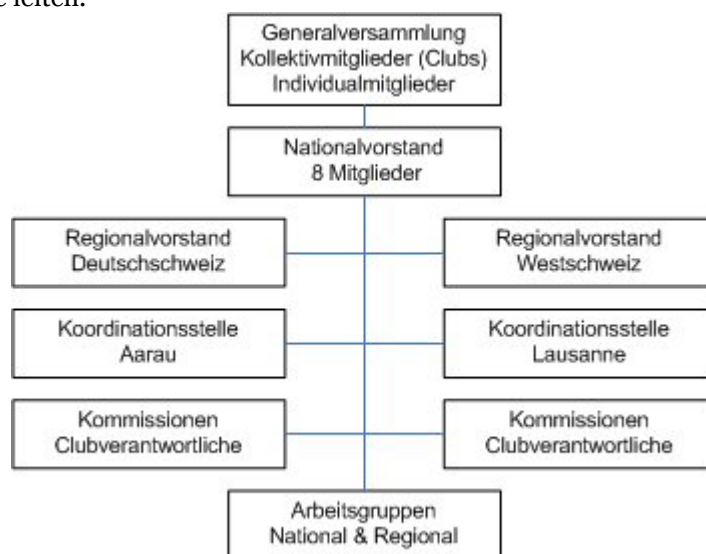 leiten.
Generalversammlung
Kollektivmitglieder (Clubs)
Individualmitglieder
Nationalvorstand
8 Mitglieder
Regionalvorstand
Deutschschweiz
Regionalvorstand
Westschweiz
Koordinationsstelle
Aarau
Koordinationsstelle
Lausanne
Kommissionen
Clubverantwortliche
Kommissionen
Clubverantwortliche
Arbeitsgruppen
National & Regional